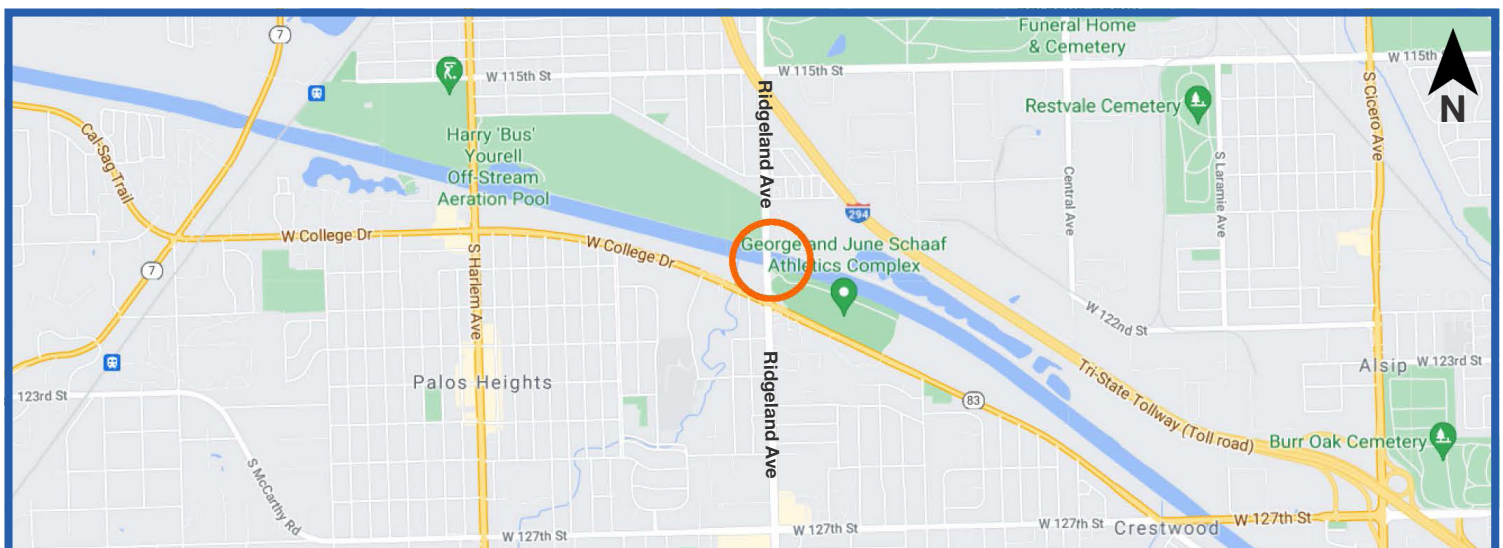 Funeral Home
& Cemetery
7
W 115th St
W 115th St
W 115th
N
Restvale Cemetery
S Cicero Ave
Ridgeland Ave
Harry 'Bus'
Yourell
Off-Stream
Aeration Pool
Cal-Sag-Trail
Central Ave
S Laramie Ave
294
W College Dr
W College Dr
George and June Schaaf
Athletics Complex
7
S Harlem Ave
W 122nd St
Palos Heights
Ridgeland Ave
Alsip
W 123rd St
123rd St
83
Tri-State Tollway (Toll road)
Burr Oak Cemetery
S McCarthy Rd
W 127th St
W 127th St
W 127th St
Crestwood
W 127th St